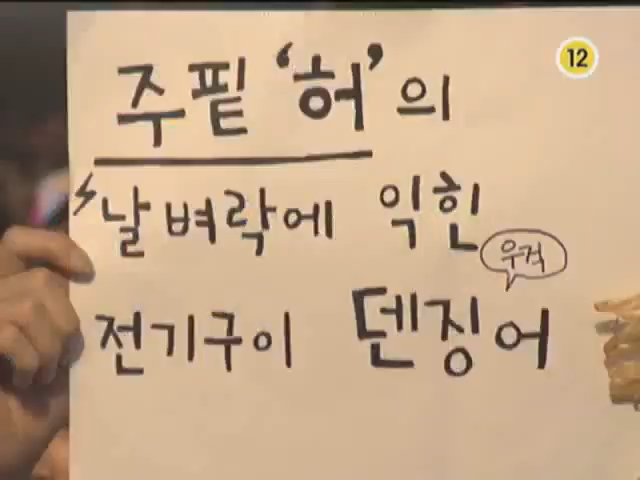 12
주핕 '허'의
날벼락에 익힌
우걱
전기구이 덴징어